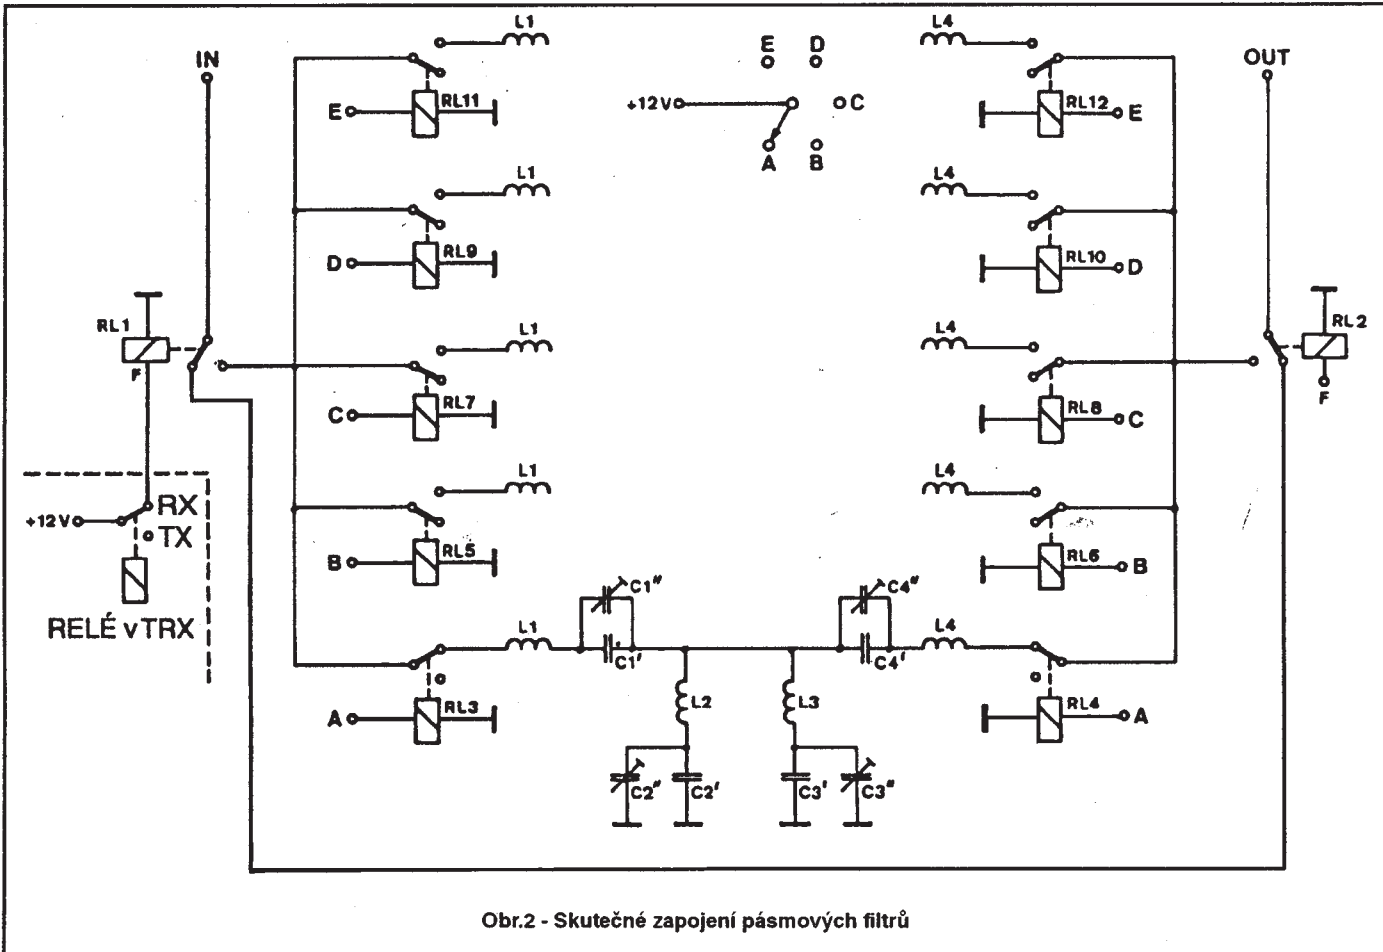 L1
L4
IN
E D
OUT
RL11
+12V
C
RL12
E
E
A B
L1
L4
RL9
RL10
D
D
RL1
F
L1
L4
RL2
F
RL7
RL8
C
C
L1
L4
RX
+12V
TX
RL5
RL6
B
B
RELÉ v TRX
C1"
C4"
L1
L4
C1'
C4'
RL3
L2
L3
RL4
A
A
C2"
C2'
C3'
C3"
Obr.2 - Skutečné zapojení pásmových filtrů